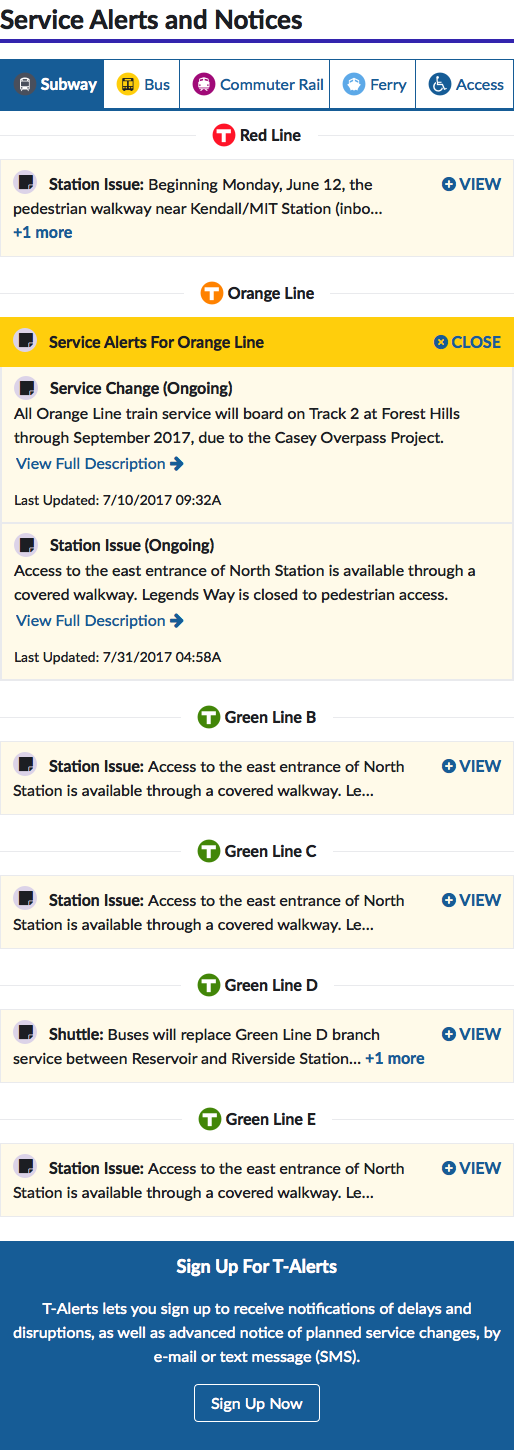 Service Alerts and Notices
Subway Bus Commuter Rail Ferry Access
T Red Line
Station Issue: Beginning Monday, June 12, the VIEW
pedestrian walkway near Kendall/MIT Station (inbo...
+1 more
T Orange Line
Service Alerts For Orange Line CLOSE
Service Change (Ongoing)
All Orange Line train service will board on Track 2 at Forest Hills
through September 2017, due to the Casey Overpass Project.
View Full Description
Last Updated: 7/10/2017 09:32A
Station Issue (Ongoing)
Access to the east entrance of North Station is available through a
covered walkway. Legends Way is closed to pedestrian access.
View Full Description
Last Updated: 7/31/2017 04:58A
T Green Line B
Station Issue: Access to the east entrance of North VIEW
Station is available through a covered walkway. Le...
T Green Line C
Station Issue: Access to the east entrance of North VIEW
Station is available through a covered walkway. Le...
T Green Line D
Shuttle: Buses will replace Green Line D branch VIEW
service between Reservoir and Riverside Station... +1 more
T Green Line E
Station Issue: Access to the east entrance of North VIEW
Station is available through a covered walkway. Le...
Sign Up For T-Alerts
T-Alerts lets you sign up to receive notifications of delays and
disruptions, as well as advanced notice of planned service changes, by
e-mail or text message (SMS).
Sign Up Now